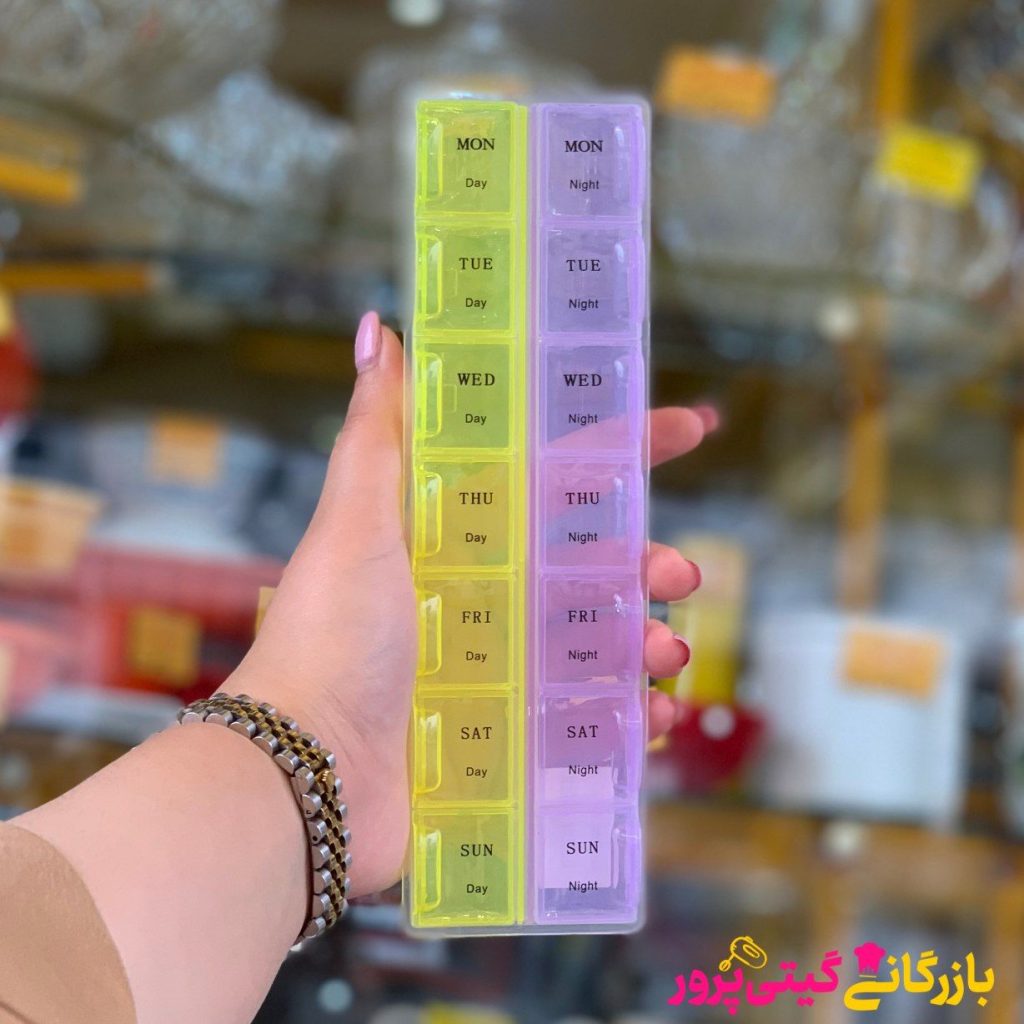 MON
Day
MON
Night
TUE
Day
TUE
Night
WED
Day
WED
Night
THU
Day
THU
Night
FRI
Day
FRI
Night
SAT
Day
SAT
Night
SUN
Day
SUN
Night
بازرگانی گیتی پرور